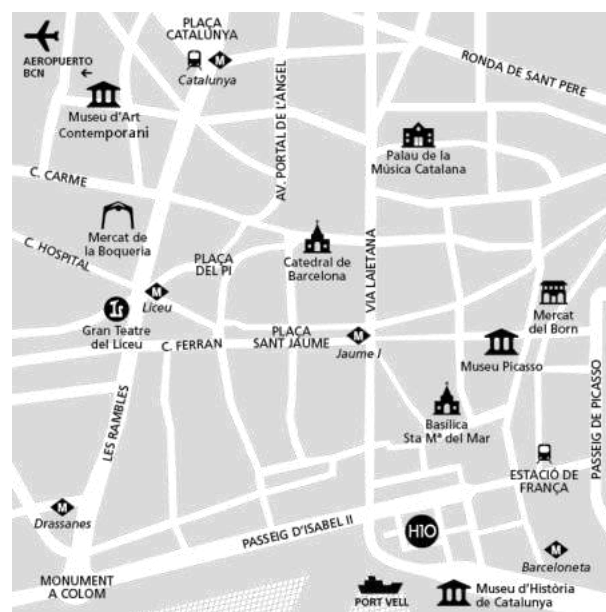 PLAÇA
CATALUNYA
M
Catalunya
AEROPUERTO
BCN ←
RONDA DE SANT PERE
Museu d'Art
Contemporani
AV. PORTAL DE L'ÀNGEL
Palau de la
Música Catalana
C. CARME
Mercat de
la Boqueria
C. HOSPITAL
PLAÇA
DEL PI
Catedral de
Barcelona
VIA LAIETANA
M
Liceu
Gran Teatre
del Liceu
C. FERRAN
PLAÇA
SANT JAUME
M
Jaume I
Mercat
del Born
Museu Picasso
PASSEIG DE PICASSO
LES RAMBLES
Basílica
Sta Mª del Mar
ESTACIÓ DE
FRANÇA
M
Drassanes
PASSEIG D'ISABEL II
H10
M
Barceloneta
MONUMENT
A COLOM
PORT VELL
Museu d'Història
de Catalunya